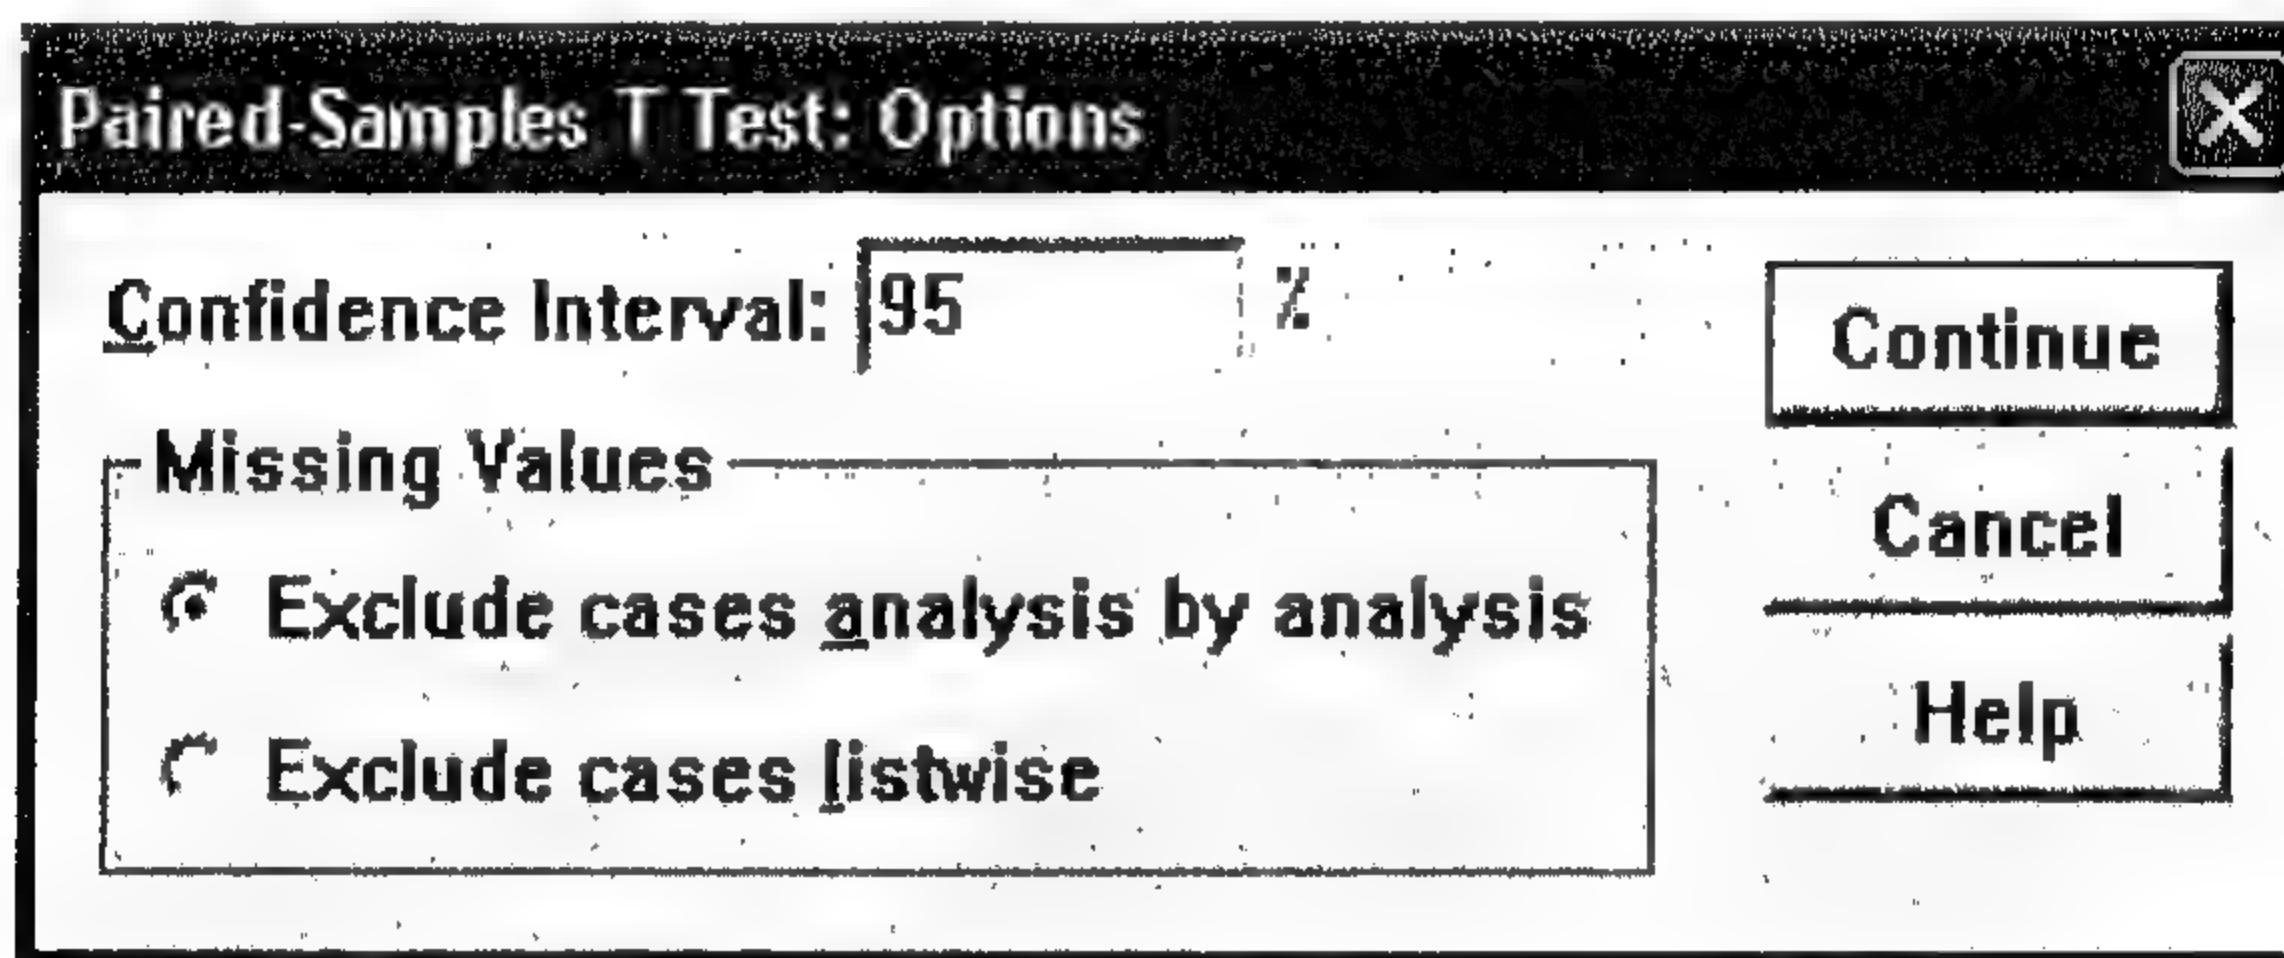 Paired-Samples T Test: Options
Confidence Interval: 95 %
Continue
Missing Values
Cancel
Exclude cases analysis by analysis
Help
Exclude cases listwise